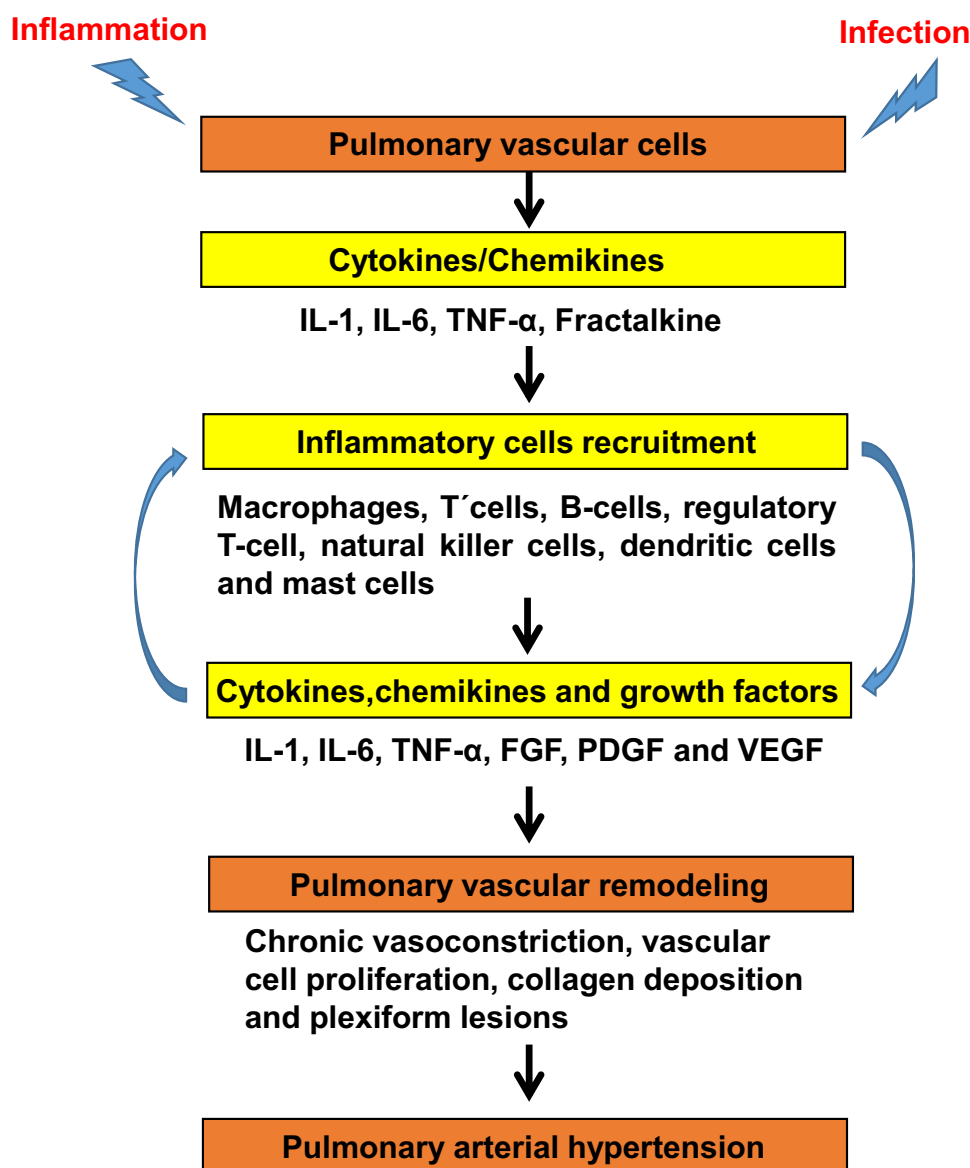 Inflammation
Infection
Pulmonary vascular cells
Cytokines/Chemikines
IL-1, IL-6, TNF-α, Fractalkine
Inflammatory cells recruitment
Macrophages, T´cells, B-cells, regulatory
T-cell, natural killer cells, dendritic cells
and mast cells
Cytokines,chemikines and growth factors
IL-1, IL-6, TNF-α, FGF, PDGF and VEGF
Pulmonary vascular remodeling
Chronic vasoconstriction, vascular
cell proliferation, collagen deposition
and plexiform lesions
Pulmonary arterial hypertension